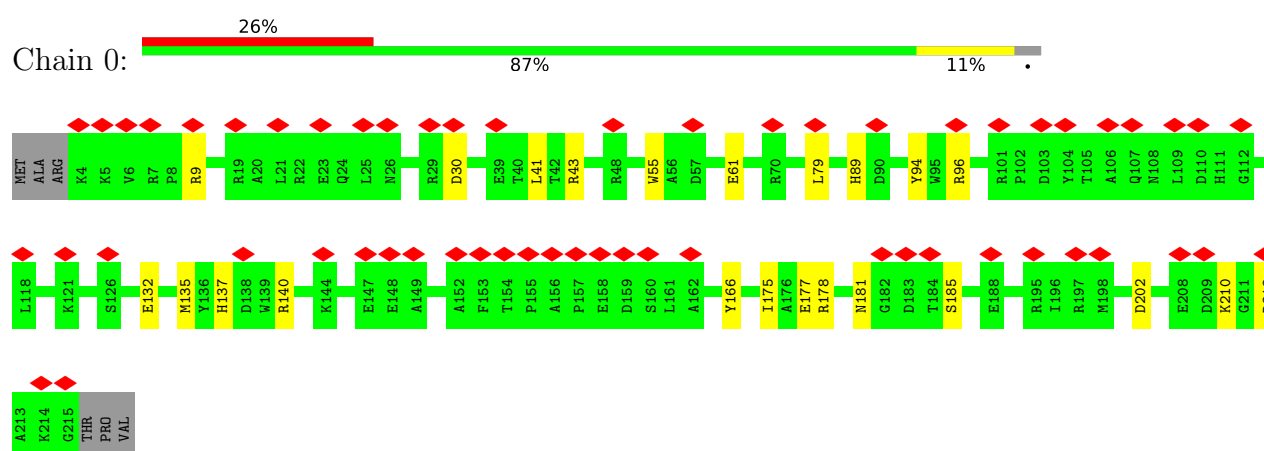 26%
Chain 0:
87% 11% •
MET ALA ARG K4 K5 V6 R7 P8 R9 R19 A20 L21 R22 E23 Q24 L25 N26 R29 D30 E39 T40 L41 T42 R43 R48 W55 A56 D57 E61 R70 L79 H89 D90 Y94 W95 R96 R101 P102 D103 Y104 T105 A106 Q107 N108 L109 D110 H111 G112
L118 K121 S126 E132 M135 Y136 H137 D138 W139 R140 K144 E147 E148 A149 A152 F153 T154 P155 A156 P157 E158 D159 S160 L161 A162 Y166 I175 A176 E177 R178 N181 G182 D183 T184 S185 E188 R195 I196 R197 M198 D202 E208 D209 K210 G211
A213 K214 G215 THR PRO VAL